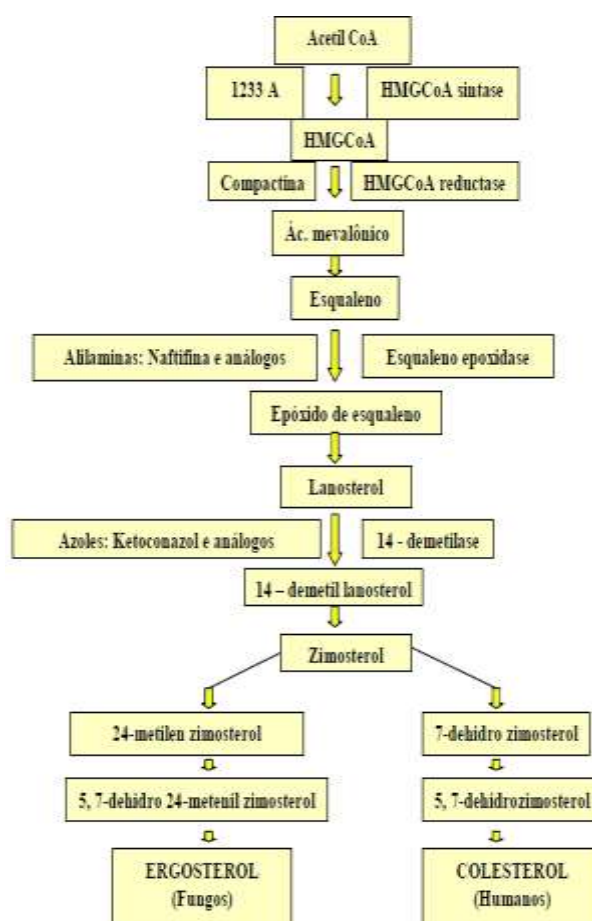 Acetil CoA
1233 A
HMGCoA sintase
HMGCoA
Compactina
HMGCoA reductase
Ác. mevalônico
Esqualeno
Alilaminas: Naftifina e análogos
Esqualeno epoxidase
Epóxido de esqualeno
Lanosterol
Azoles: Ketoconazol e análogos
14 - demetilase
14 – demetil lanosterol
Zimosterol
24-metilen zimosterol
7-dehidro zimosterol
5, 7-dehidro 24-metenil zimosterol
5, 7-dehidrozimosterol
ERGOSTEROL
(Fungos)
COLESTEROL
(Humanos)